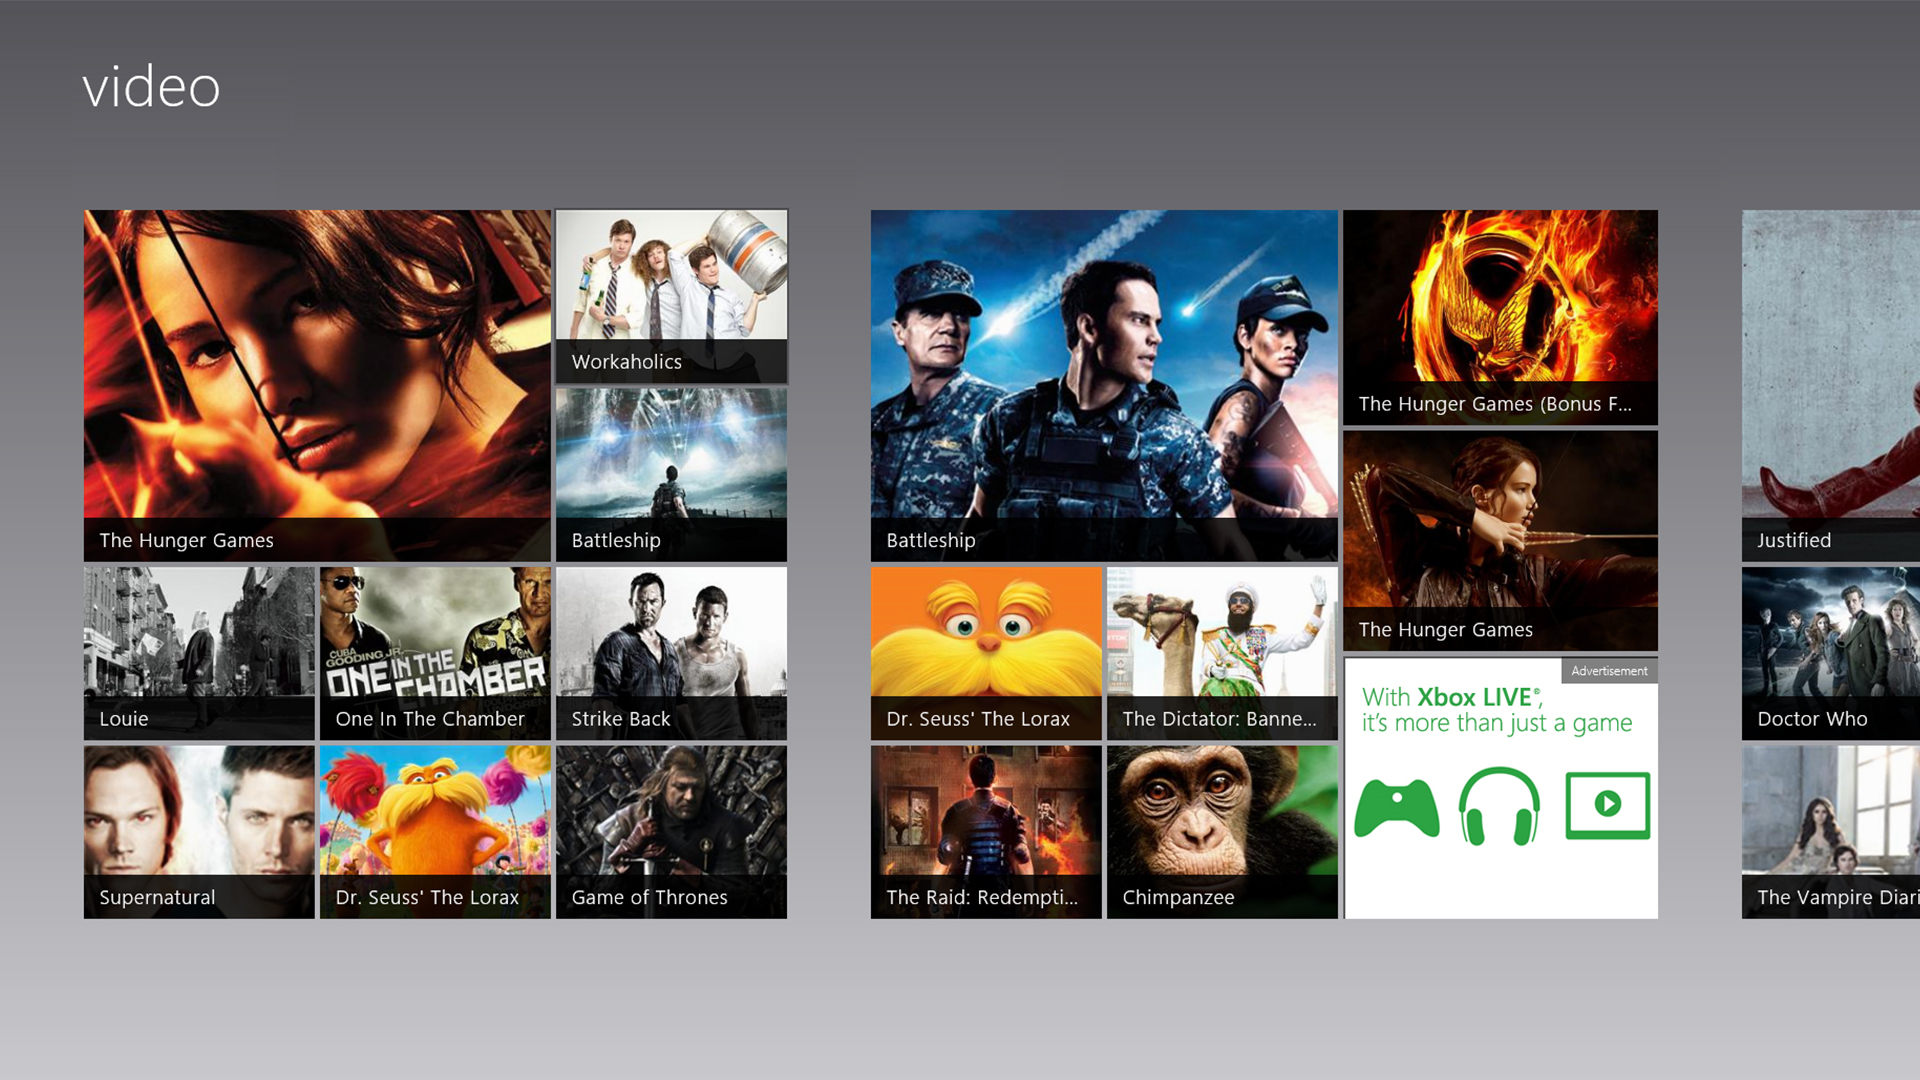 video
The Hunger Games
Workaholics
Battleship
Louie
CUBA
GOODING JR.
ONE IN THE
CHAMBER
One In The Chamber
Strike Back
Supernatural
Dr. Seuss' The Lorax
Game of Thrones
Battleship
The Hunger Games (Bonus F...
The Hunger Games
Dr. Seuss' The Lorax
The Dictator: Banne...
The Raid: Redempti...
Chimpanzee
Advertisement
With Xbox LIVE®,
it's more than just a game
Justified
Doctor Who
The Vampire Diari